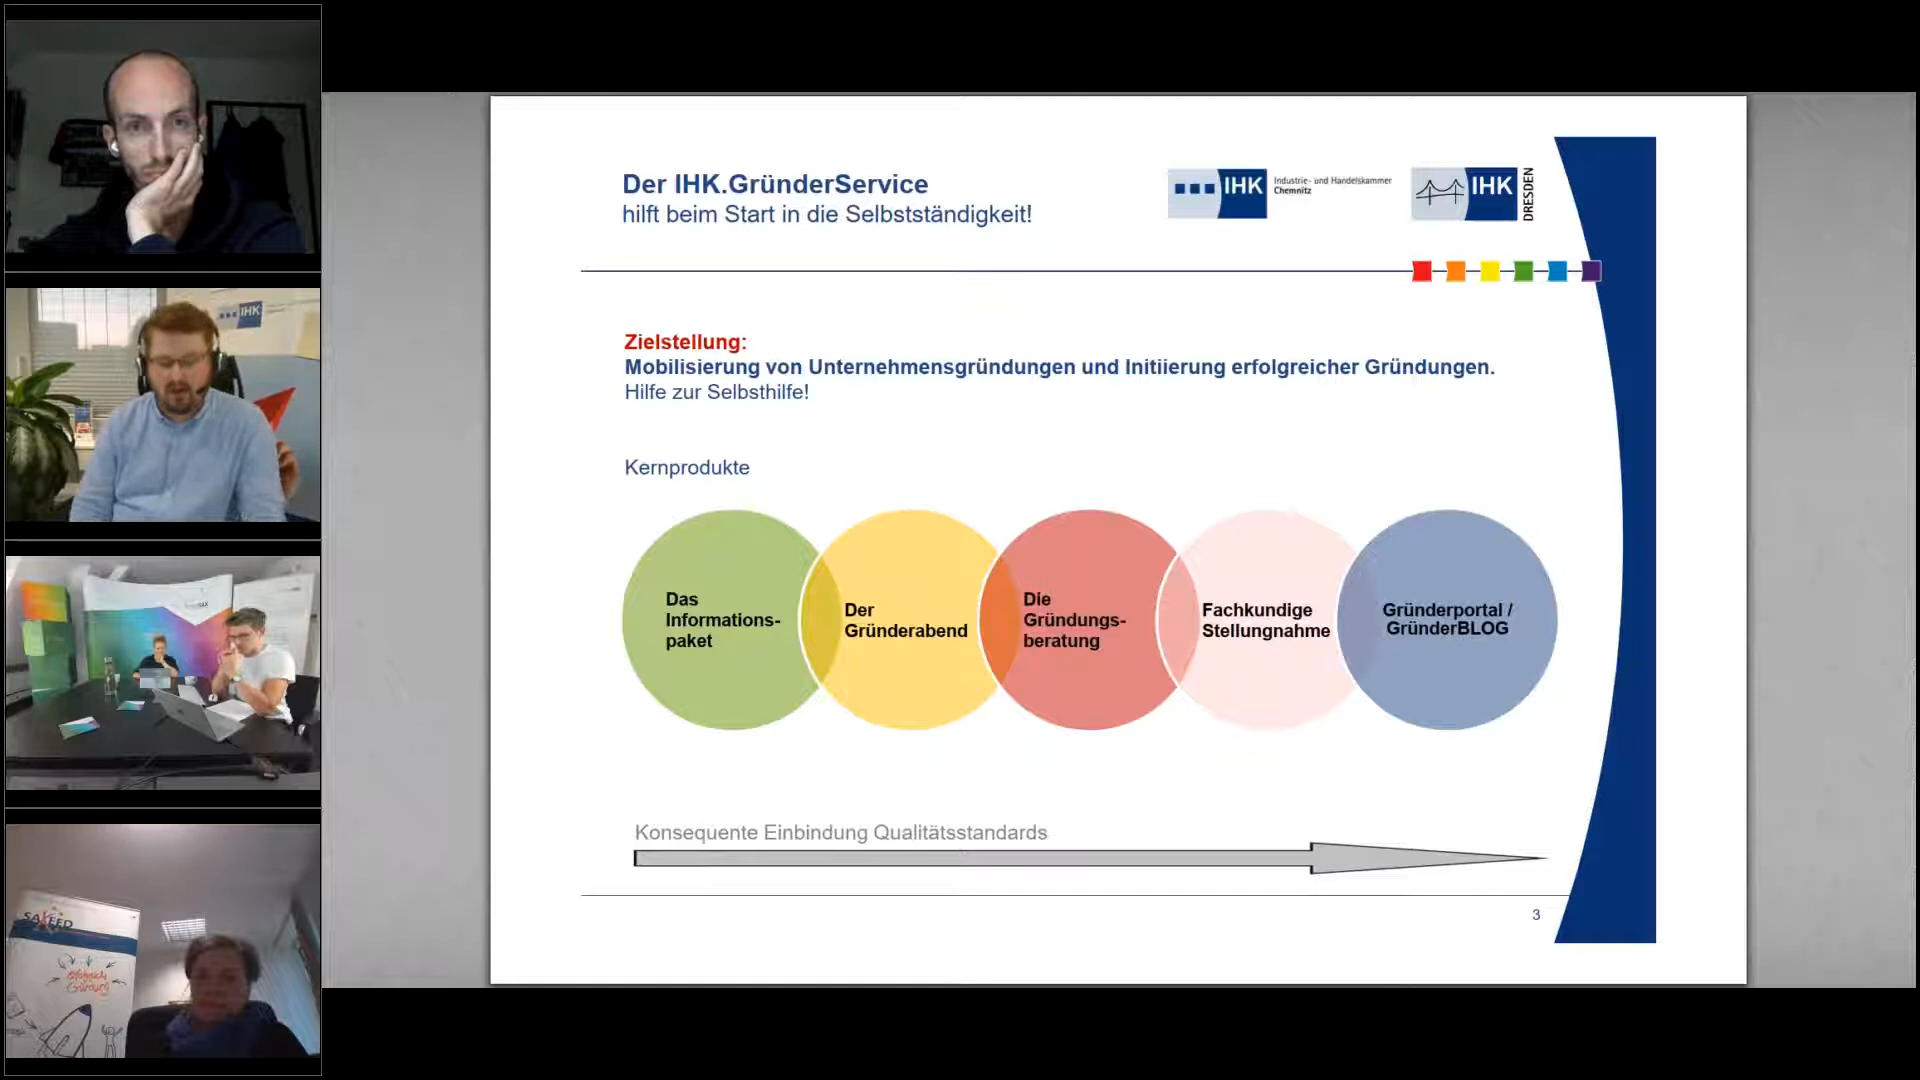 Der IHK.GründerService
hilft beim Start in die Selbstständigkeit!
IHK
Industrie- und Handelskammer
Chemnitz
IHK
DRESDEN
Zielstellung:
Mobilisierung von Unternehmensgründungen und Initiierung erfolgreicher Gründungen.
Hilfe zur Selbsthilfe!
Kernprodukte
Das
Informations-
paket
Der
Gründerabend
Die
Gründungs-
beratung
Fachkundige
Stellungnahme
Gründerportal /
GründerBLOG
Konsequente Einbindung Qualitätsstandards
3
IHK
SAXEED